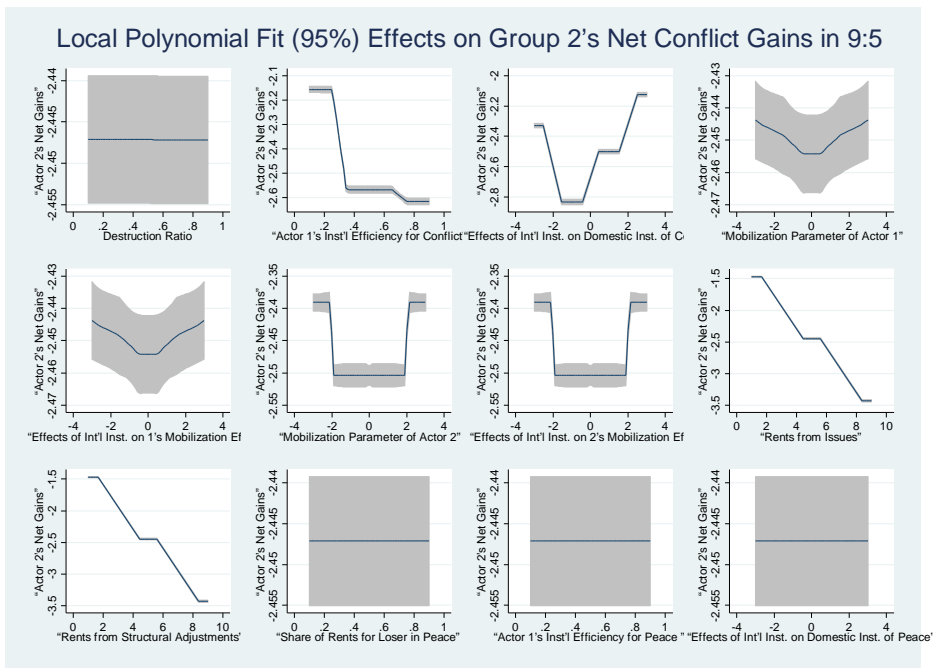 Local Polynomial Fit (95%) Effects on Group 2's Net Conflict Gains in 9:5
“Actor 2's Net Gains”
-2.455 -2.45 -2.445 -2.44
0 .2 .4 .6 .8 1
Destruction Ratio
“Actor 2's Net Gains”
-2.6 -2.5 -2.4 -2.3 -2.2 -2.1
0 .2 .4 .6 .8 1
“Actor 1's Inst'l Efficiency for Conflict”
“Actor 2's Net Gains”
-2.8 -2.6 -2.4 -2.2 -2
-4 -2 0 2 4
“Effects of Int'l Inst. on Domestic Inst. of C
“Actor 2's Net Gains”
-2.47 -2.46 -2.45 -2.44 -2.43
-4 -2 0 2 4
“Mobilization Parameter of Actor 1”
“Actor 2's Net Gains”
-2.47 -2.46 -2.45 -2.44 -2.43
-4 -2 0 2 4
“Effects of Int'l Inst. on 1's Mobilization Ef
“Actor 2's Net Gains”
-2.55 -2.5 -2.45 -2.4 -2.35
-4 -2 0 2 4
“Mobilization Parameter of Actor 2”
“Actor 2's Net Gains”
-2.55 -2.5 -2.45 -2.4 -2.35
-4 -2 0 2 4
“Effects of Int'l Inst. on 2's Mobilization Ef
“Actor 2's Net Gains”
-3.5 -3 -2.5 -2 -1.5
0 2 4 6 8 10
“Rents from Issues”
“Actor 2's Net Gains”
-3.5 -3 -2.5 -2 -1.5
0 2 4 6 8 10
“Rents from Structural Adjustments”
“Actor 2's Net Gains”
-2.455 -2.45 -2.445 -2.44
0 .2 .4 .6 .8 1
“Share of Rents for Loser in Peace”
“Actor 2's Net Gains”
-2.455 -2.45 -2.445 -2.44
0 .2 .4 .6 .8 1
“Actor 1's Inst'l Efficiency for Peace ”
“Actor 2's Net Gains”
-2.455 -2.45 -2.445 -2.44
-4 -2 0 2 4
“Effects of Int'l Inst. on Domestic Inst. of Peace”